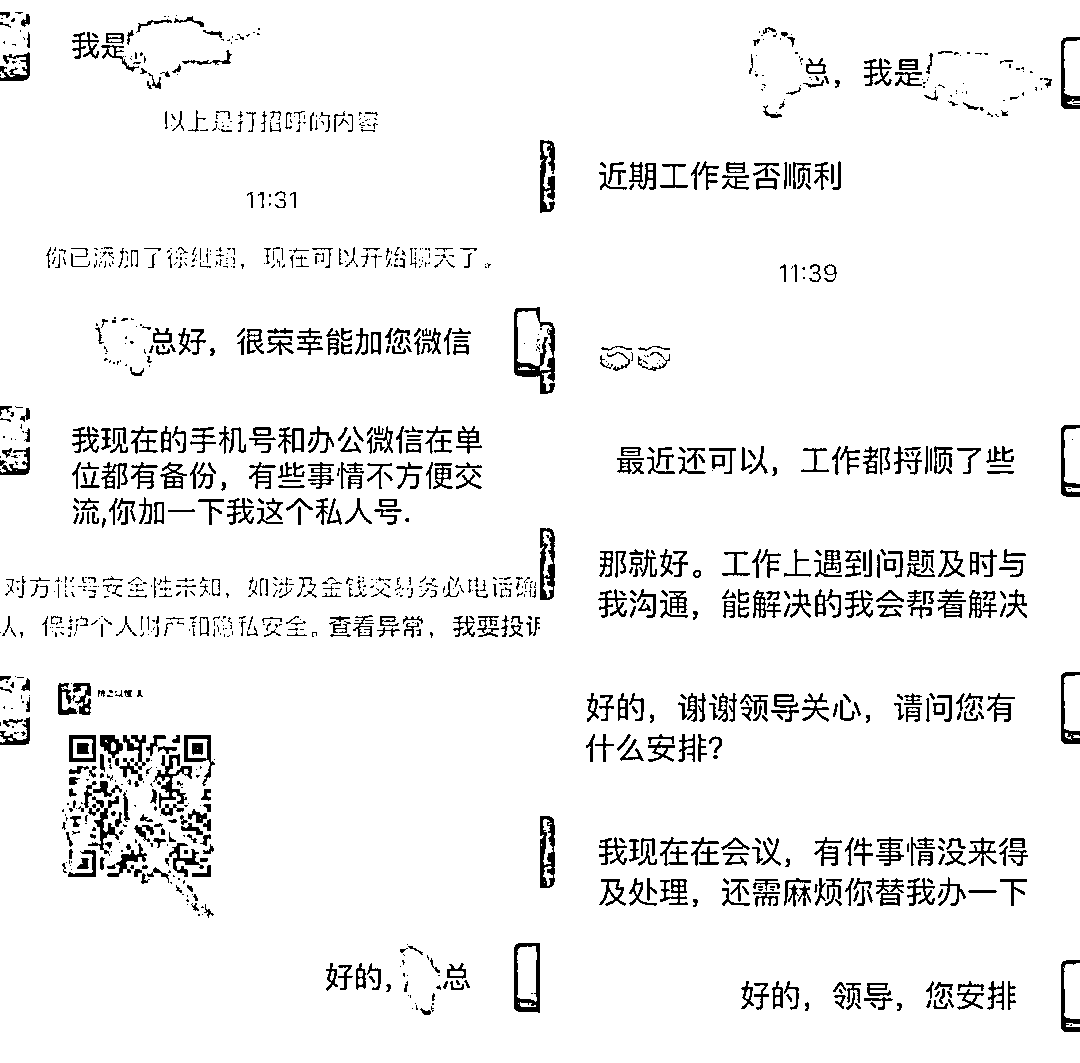 我是
以上是打招呼的内容
11:31
你已添加了徐继超，现在可以开始聊天了。
总好，很荣幸能加您微信
我现在的手机号和办公微信在单
位都有备份，有些事情不方便交
流,你加一下我这个私人号.
对方帐号安全性未知，如涉及金钱交易务必电话确
认，保护个人财产和隐私安全。查看异常，我要投诉
好的，总
总，我是
近期工作是否顺利
11:39
最近还可以，工作都捋顺了些
那就好。工作上遇到问题及时与
我沟通，能解决的我会帮着解决
好的，谢谢领导关心，请问您有
什么安排?
我现在在会议，有件事情没来得
及处理，还需麻烦你替我办一下
好的，领导，您安排